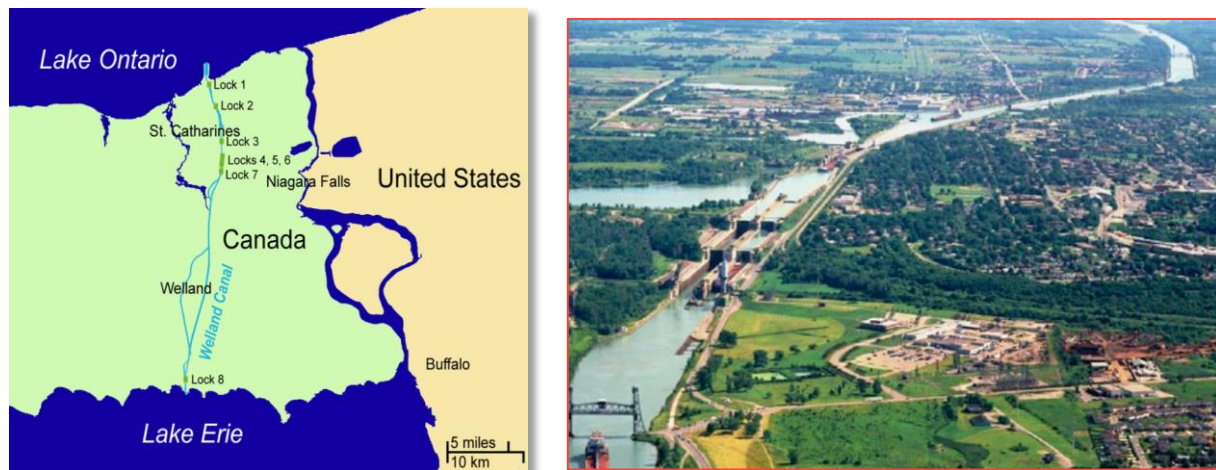 Lake Ontario
Lock 1
Lock 2
St. Catharines
Lock 3
Locks 4, 5, 6
Lock 7
Niagara Falls
United States
Canada
Welland
Welland Canal
Buffalo
Lock 8
Lake Erie
5 miles
10 km